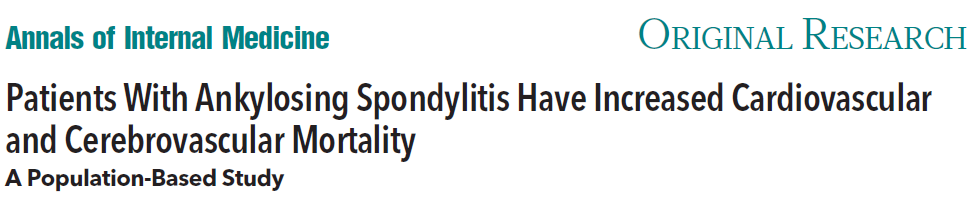 Annals of Internal Medicine
ORIGINAL RESEARCH
Patients With Ankylosing Spondylitis Have Increased Cardiovascular
and Cerebrovascular Mortality
A Population-Based Study